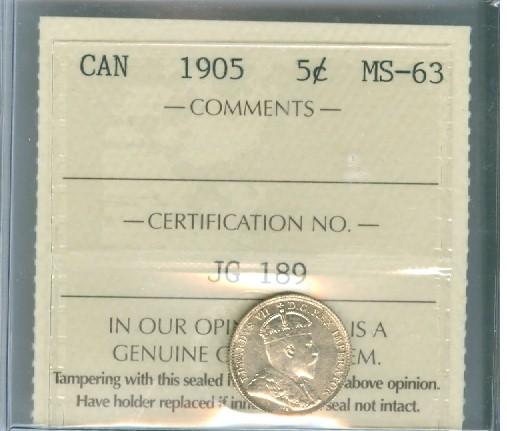 CAN 1905 5¢ MS-63
— COMMENTS —
— CERTIFICATION NO. —
JG 189
IN OUR IS A
GENUINE
Tampering with this sealed above opinion.
Have holder replaced if seal not intact.